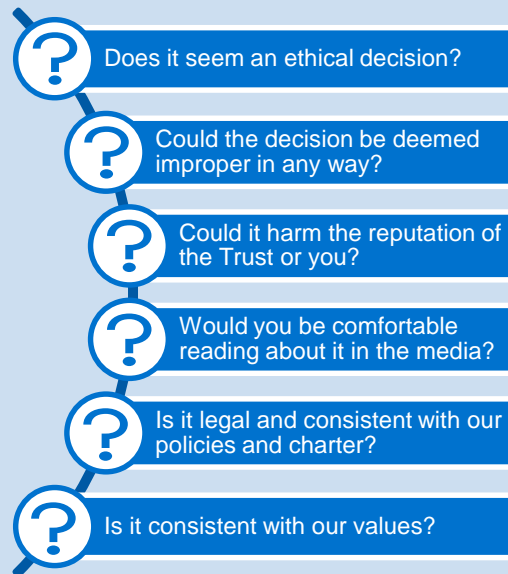 ?
Does it seem an ethical decision?
?
Could the decision be deemed
improper in any way?
?
Could it harm the reputation of
the Trust or you?
?
Would you be comfortable
reading about it in the media?
?
Is it legal and consistent with our
policies and charter?
?
Is it consistent with our values?